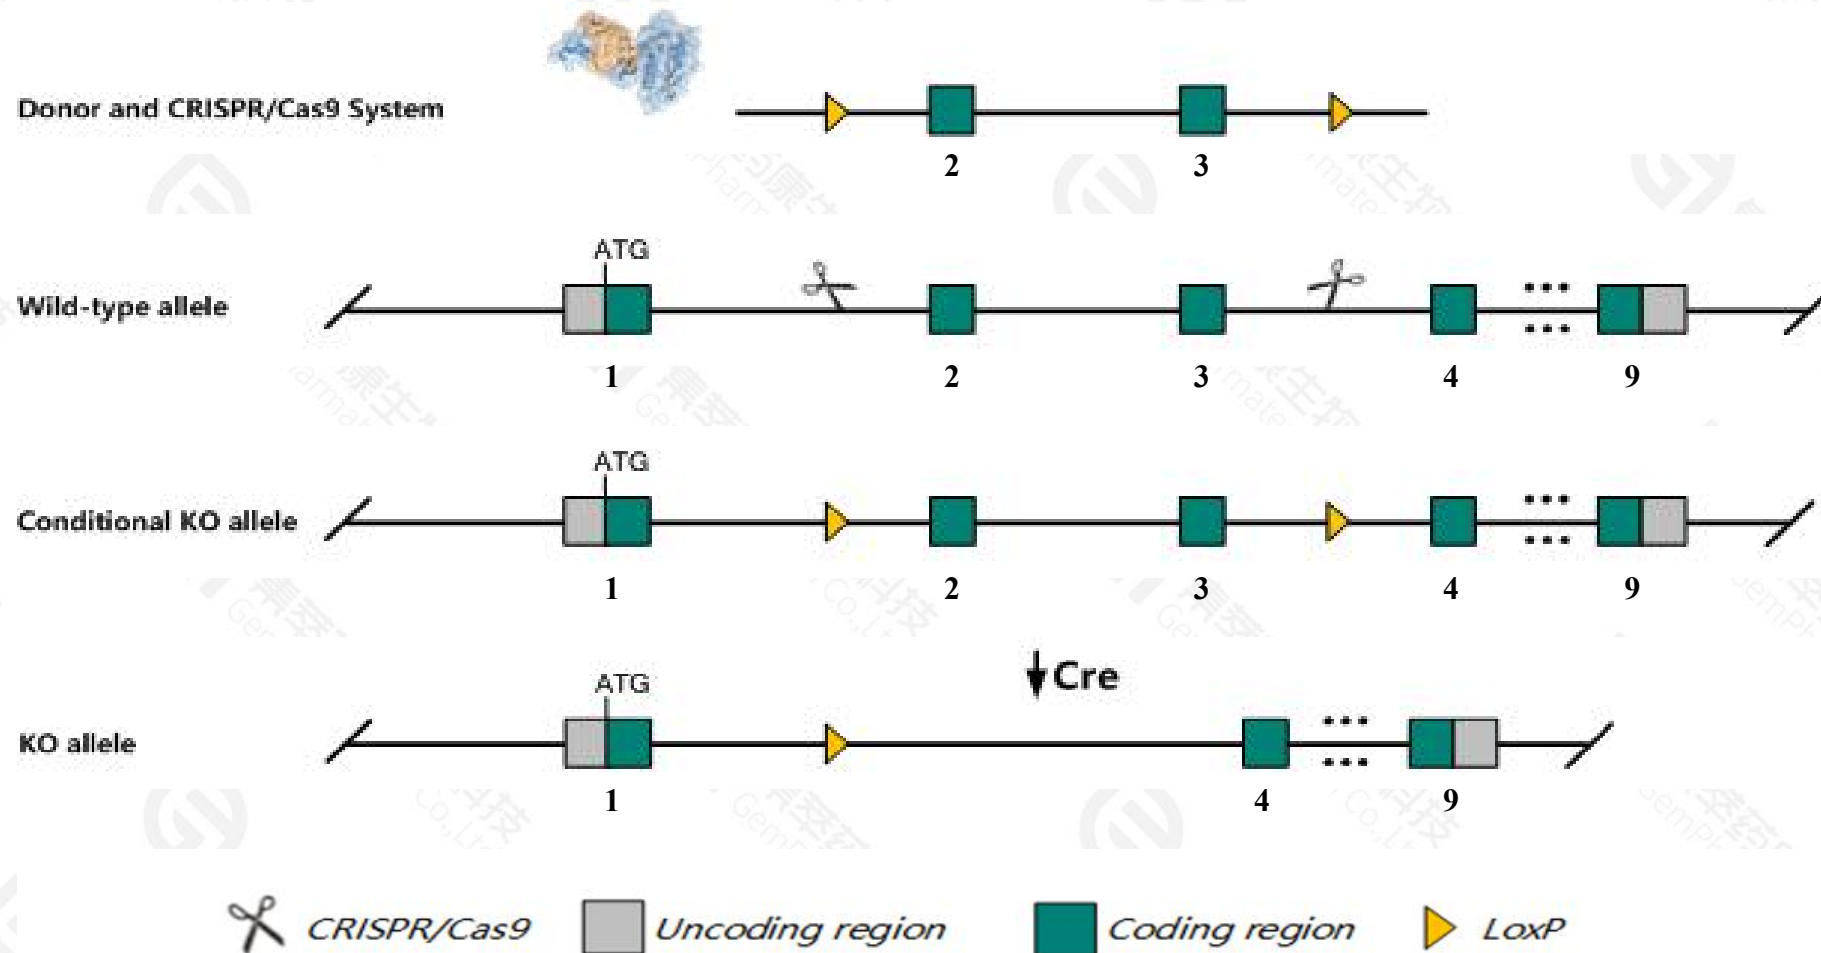 Donor and CRISPR/Cas9 System
2 3
ATG
Wild-type allele
1 2 3 4 9
ATG
Conditional KO allele
1 2 3 4 9
Cre
ATG
KO allele
1 4 9
CRISPR/Cas9 Uncoding region Coding region LoxP